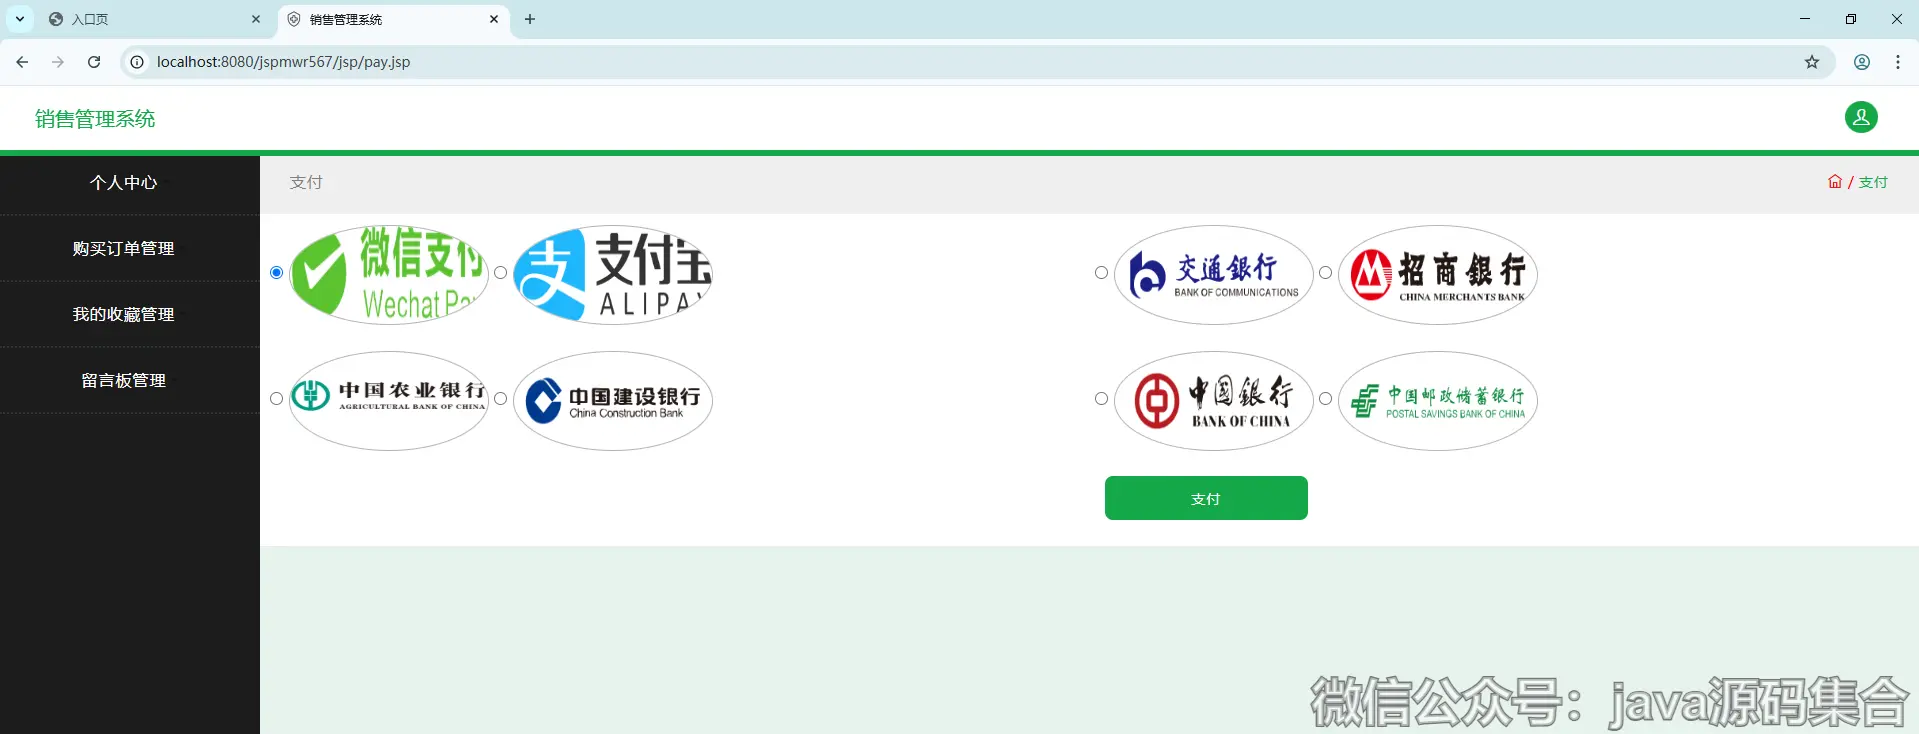 入口页
销售管理系统
localhost:8080/jspmwr567/jsp/pay.jsp
销售管理系统
个人中心
购买订单管理
我的收藏管理
留言板管理
支付
/ 支付
微信支付
Wechat Pa
支付宝
ALIPAY
交通銀行
BANK OF COMMUNICATIONS
招商銀行
CHINA MERCHANTS BANK
中国农业银行
AGRICULTURAL BANK OF CHINA
中国建设银行
China Construction Bank
中國銀行
BANK OF CHINA
中国邮政储蓄银行
POSTAL SAVINGS BANK OF CHINA
支付
微信公众号：java源码集合